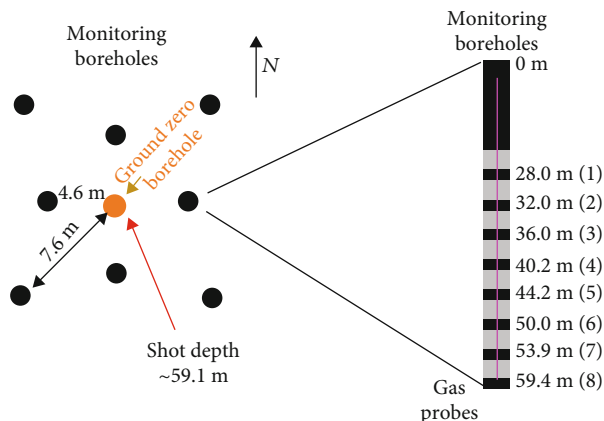 Monitoring
boreholes
N
Ground zero
borehole
4.6 m
7.6 m
Shot depth
~59.1 m
Monitoring
boreholes
0 m
28.0 m (1)
32.0 m (2)
36.0 m (3)
40.2 m (4)
44.2 m (5)
50.0 m (6)
53.9 m (7)
59.4 m (8)
Gas
probes